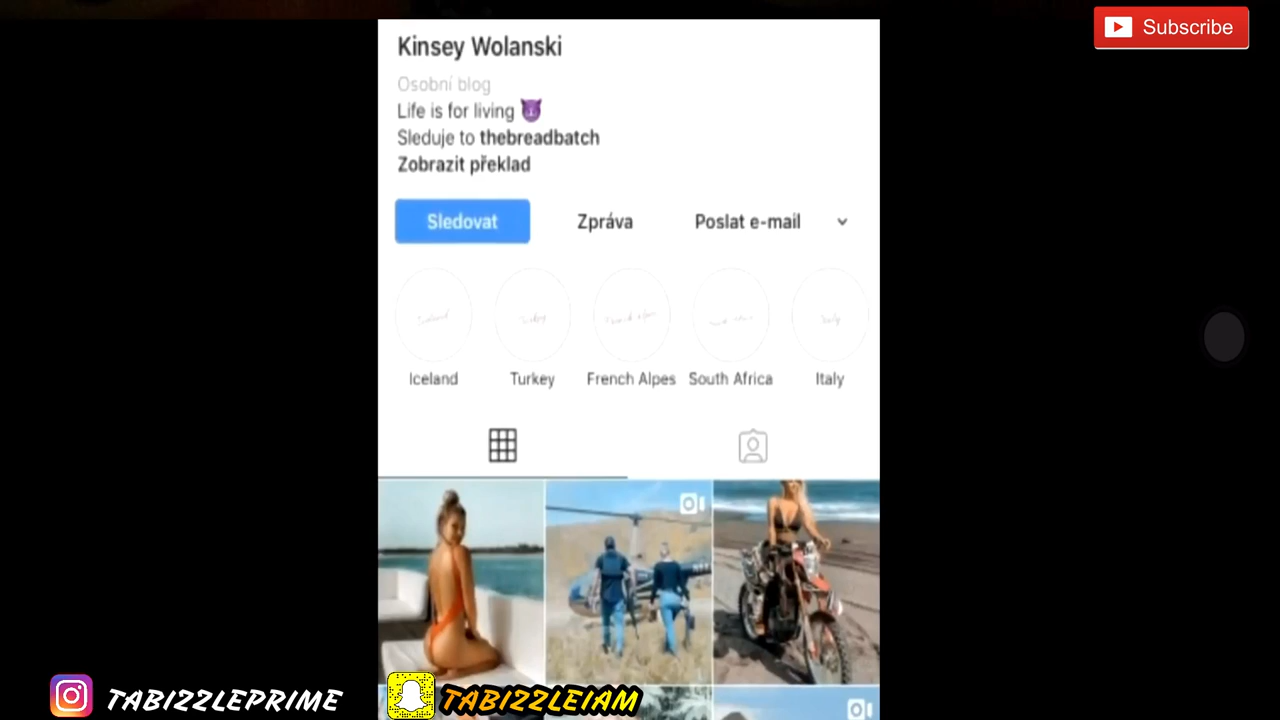 Subscribe
Kinsey Wolanski
Osobní blog
Life is for living 😈
Sleduje to thebreadbatch
Zobrazit překlad
Sledovat
Zpráva
Poslat e-mail
Iceland
Turkey
French Alpes
South Africa
Italy
TABIZZLEPRIME
TABIZZLEIAM